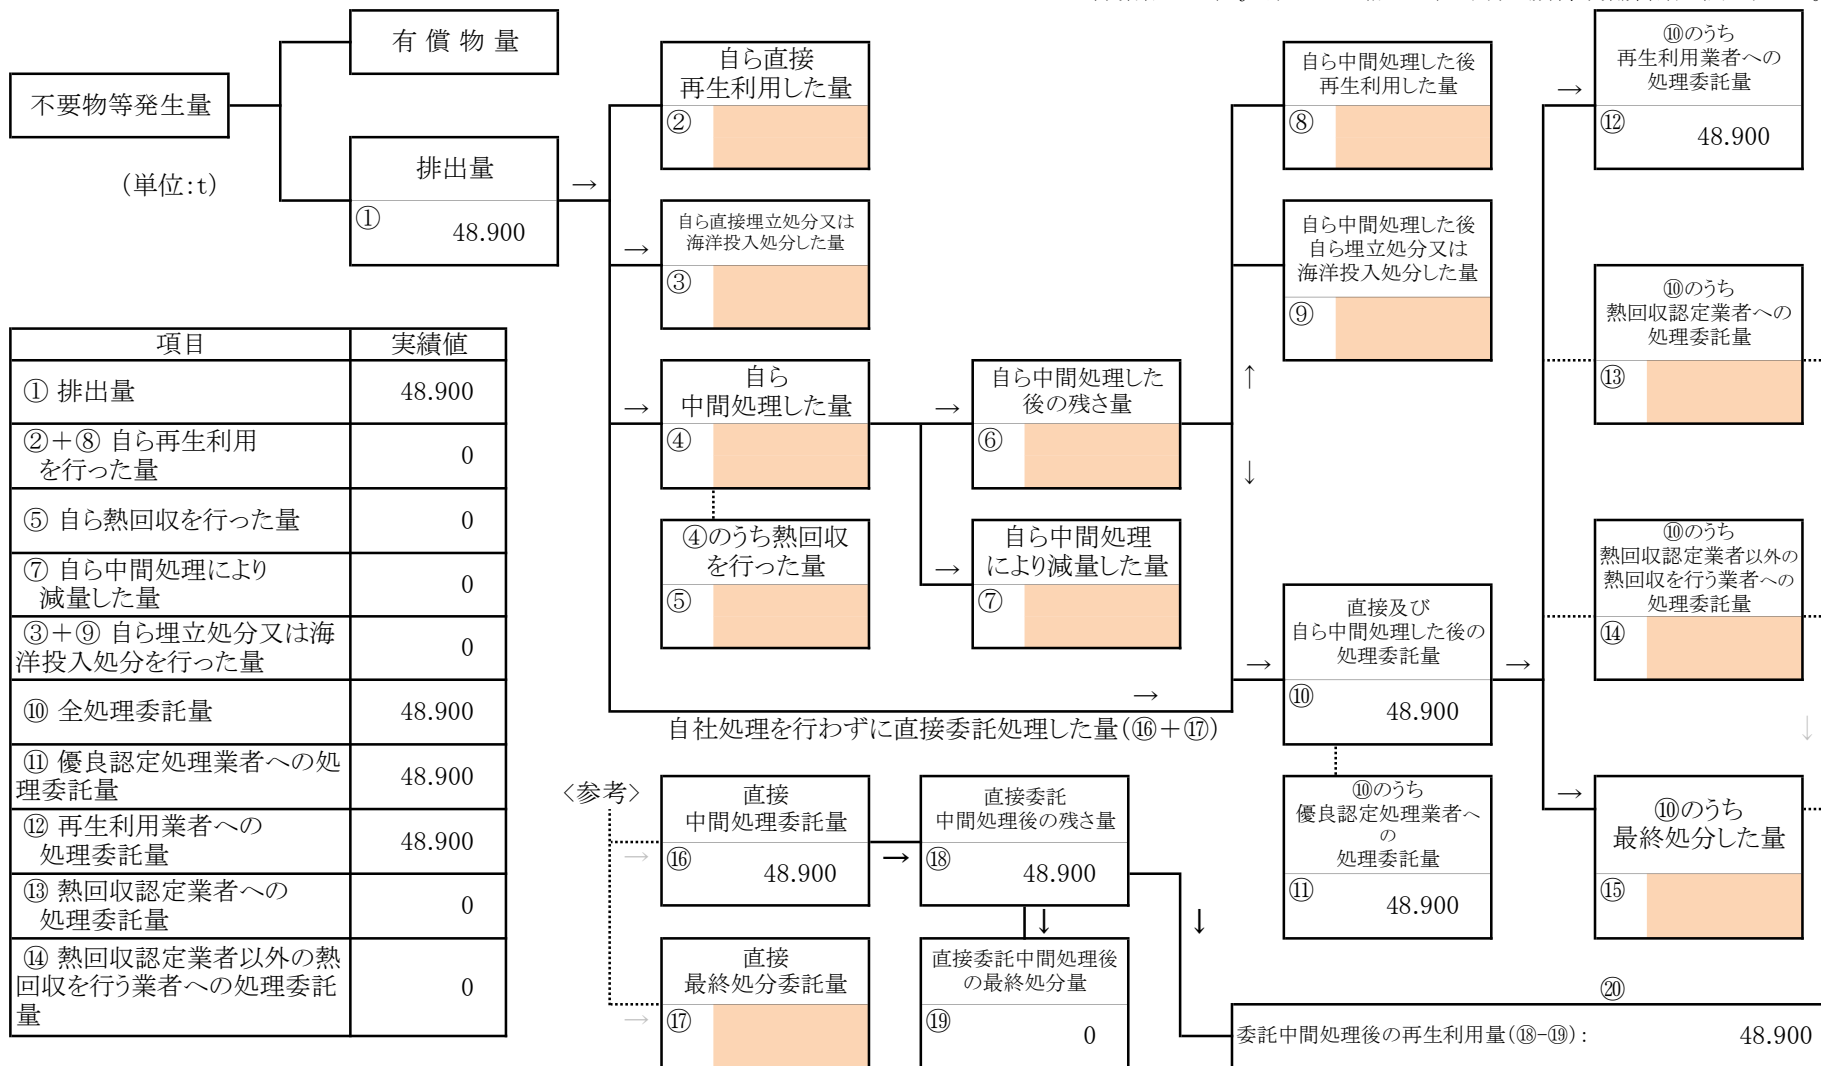 有 償 物 量
不要物等発生量
(単位:t)
排出量
①
48.900
→
自ら直接
再生利用した量
②
→
自ら直接埋立処分又は
海洋投入処分した量
③
→
自ら
中間処理した量
④
④のうち熱回収
を行った量
⑤
→
自ら中間処理した
後の残さ量
⑥
→
自ら中間処理
により減量した量
⑦
自ら中間処理した後
再生利用した量
⑧
自ら中間処理した後
自ら埋立処分又は
海洋投入処分した量
⑨
↑
↓
→
自社処理を行わずに直接委託処理した量(⑯+⑰)
→
直接及び
自ら中間処理した後の
処理委託量
⑩
48.900
→
⑩のうち
優良認定処理業者へ
の
処理委託量
⑪
48.900
→
⑩のうち
再生利用業者への
処理委託量
⑫
48.900
⑩のうち
熱回収認定業者への
処理委託量
⑬
⑩のうち
熱回収認定業者以外の
熱回収を行う業者への
処理委託量
⑭
↓
→
⑩のうち
最終処分した量
⑮
項目 実績値
① 排出量 48.900
②+⑧ 自ら再生利用
を行った量 0
⑤ 自ら熱回収を行った量 0
⑦ 自ら中間処理により
減量した量 0
③+⑨ 自ら埋立処分又は海
洋投入処分を行った量 0
⑩ 全処理委託量 48.900
⑪ 優良認定処理業者への処
理委託量 48.900
⑫ 再生利用業者への
処理委託量 48.900
⑬ 熱回収認定業者への
処理委託量 0
⑭ 熱回収認定業者以外の熱
回収を行う業者への処理委託
量 0
〈参考〉
→
直接
中間処理委託量
⑯
48.900
→
直接委託
中間処理後の残さ量
⑱
48.900
↓
↓
→
直接
最終処分委託量
⑰
直接委託中間処理後
の最終処分量
⑲
0
⑳
委託中間処理後の再生利用量(⑱-⑲): 48.900